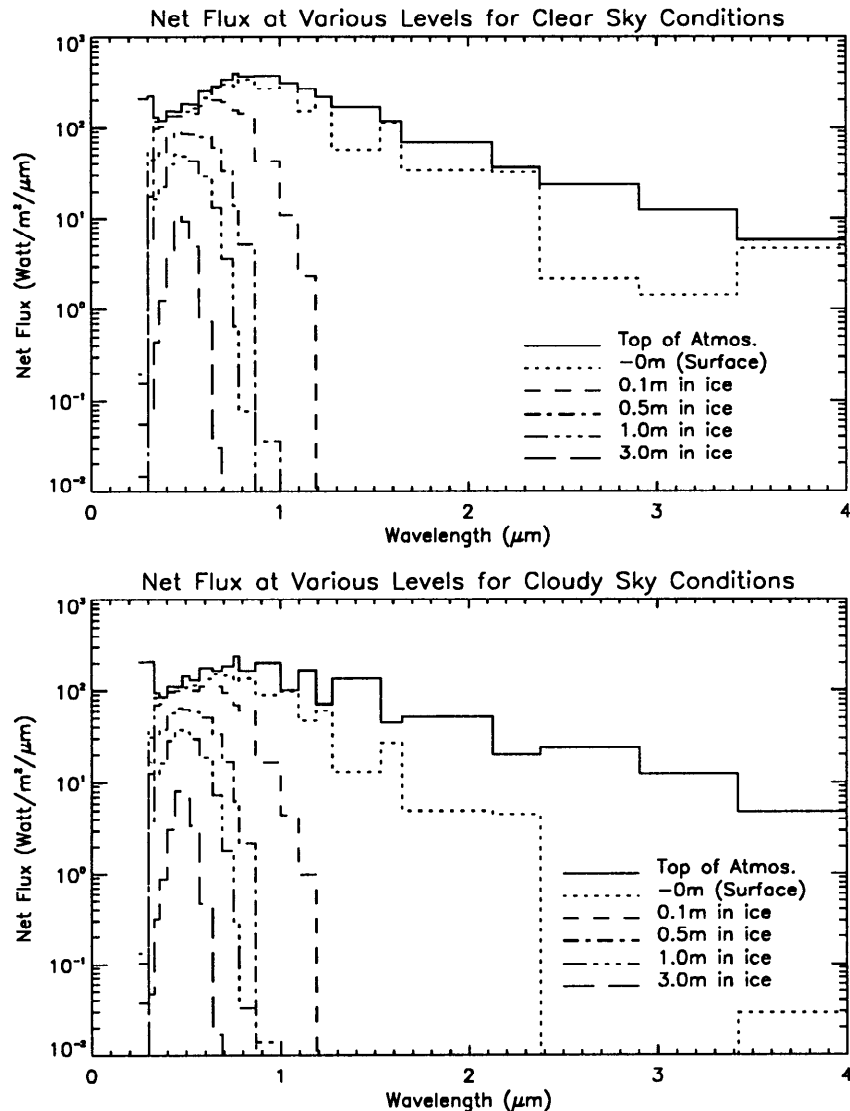 Net Flux at Various Levels for Clear Sky Conditions
10³
10²
10¹
10⁰
10⁻¹
10⁻²
Net Flux (Watt/m²/μm)
Top of Atmos.
-0m (Surface)
0.1m in ice
0.5m in ice
1.0m in ice
3.0m in ice
0 1 2 3 4
Wavelength (μm)
Net Flux at Various Levels for Cloudy Sky Conditions
10³
10²
10¹
10⁰
10⁻¹
10⁻²
Net Flux (Watt/m²/μm)
Top of Atmos.
-0m (Surface)
0.1m in ice
0.5m in ice
1.0m in ice
3.0m in ice
0 1 2 3 4
Wavelength (μm)